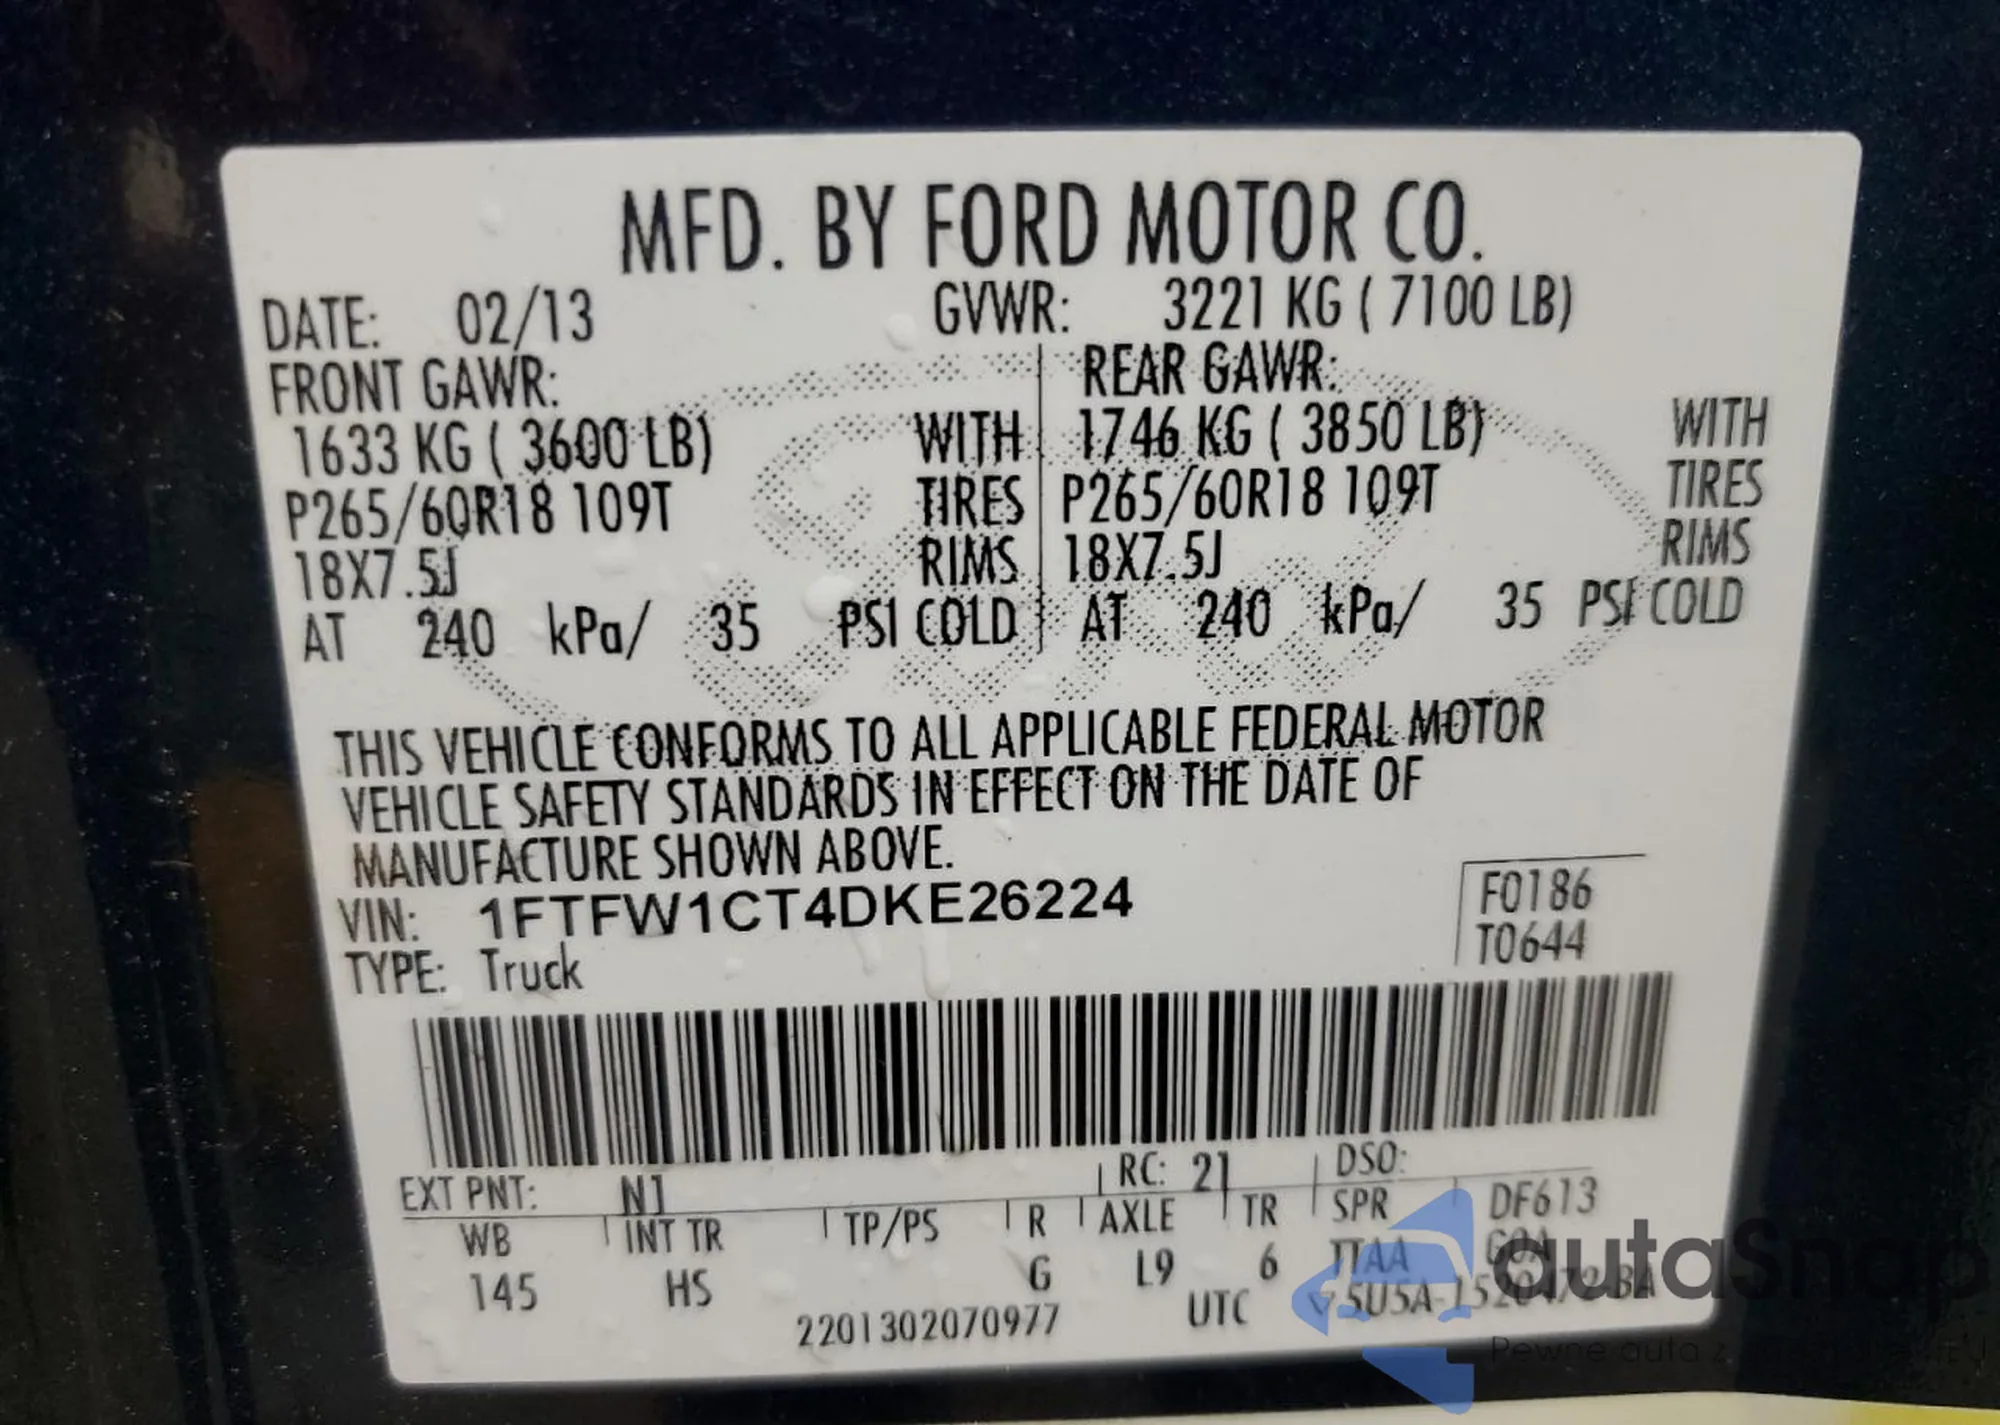 MFD. BY FORD MOTOR CO.
DATE: 02/13 GVWR: 3221 KG ( 7100 LB)
FRONT GAWR: REAR GAWR:
1633 KG ( 3600 LB) WITH 1746 KG ( 3850 LB) WITH
P265/60R18 109T TIRES P265/60R18 109T TIRES
18X7.5J RIMS 18X7.5J RIMS
AT 240 kPa/ 35 PSI COLD AT 240 kPa/ 35 PSI COLD
THIS VEHICLE CONFORMS TO ALL APPLICABLE FEDERAL MOTOR
VEHICLE SAFETY STANDARDS IN EFFECT ON THE DATE OF
MANUFACTURE SHOWN ABOVE.
VIN: 1FTFW1CT4DKE26224
TYPE: Truck
F0186
T0644
EXT PNT: N1 RC: 21 DSO:
WB INT TR TP/PS R AXLE TR SPR DF613
145 HS G L9 6 TTAA G0A
2201302070977 UTC
autaSnap
Pewne auta z